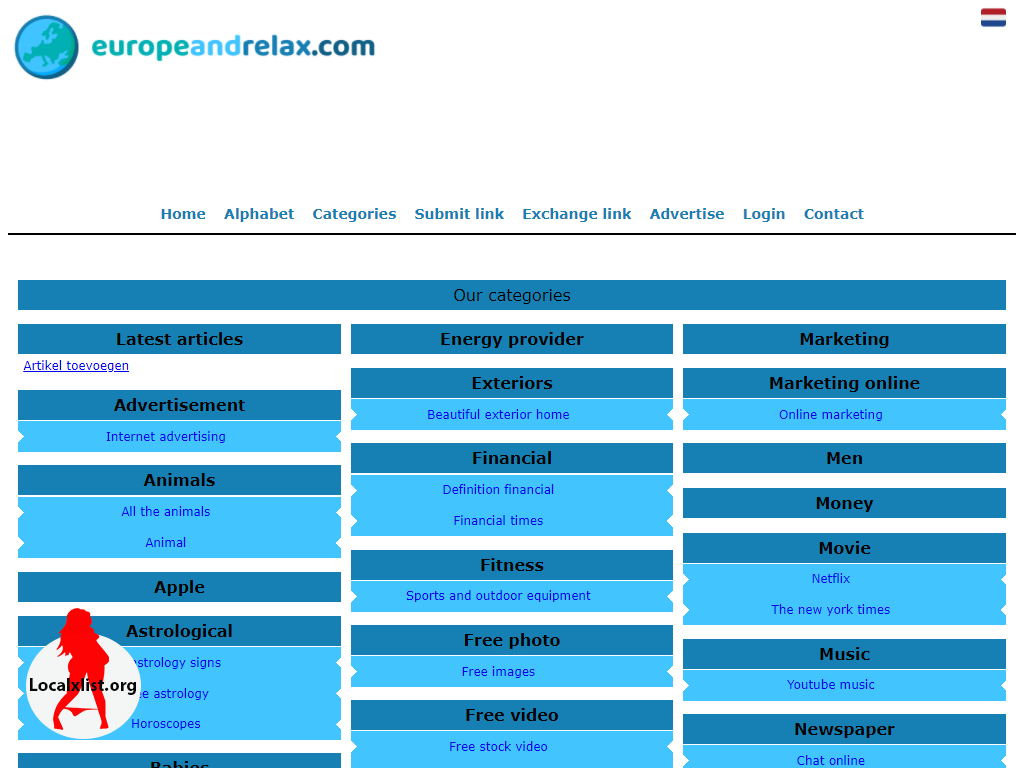 europeandrelax.com
Home Alphabet Categories Submit link Exchange link Advertise Login Contact
Our categories
Latest articles
Artikel toevoegen
Advertisement
Internet advertising
Animals
All the animals
Animal
Apple
Astrological
astrology signs
astrology
Horoscopes
Localxlist.org
Babies
Energy provider
Exteriors
Beautiful exterior home
Financial
Definition financial
Financial times
Fitness
Sports and outdoor equipment
Free photo
Free images
Free video
Free stock video
Marketing
Marketing online
Online marketing
Men
Money
Movie
Netflix
The new york times
Music
Youtube music
Newspaper
Chat online